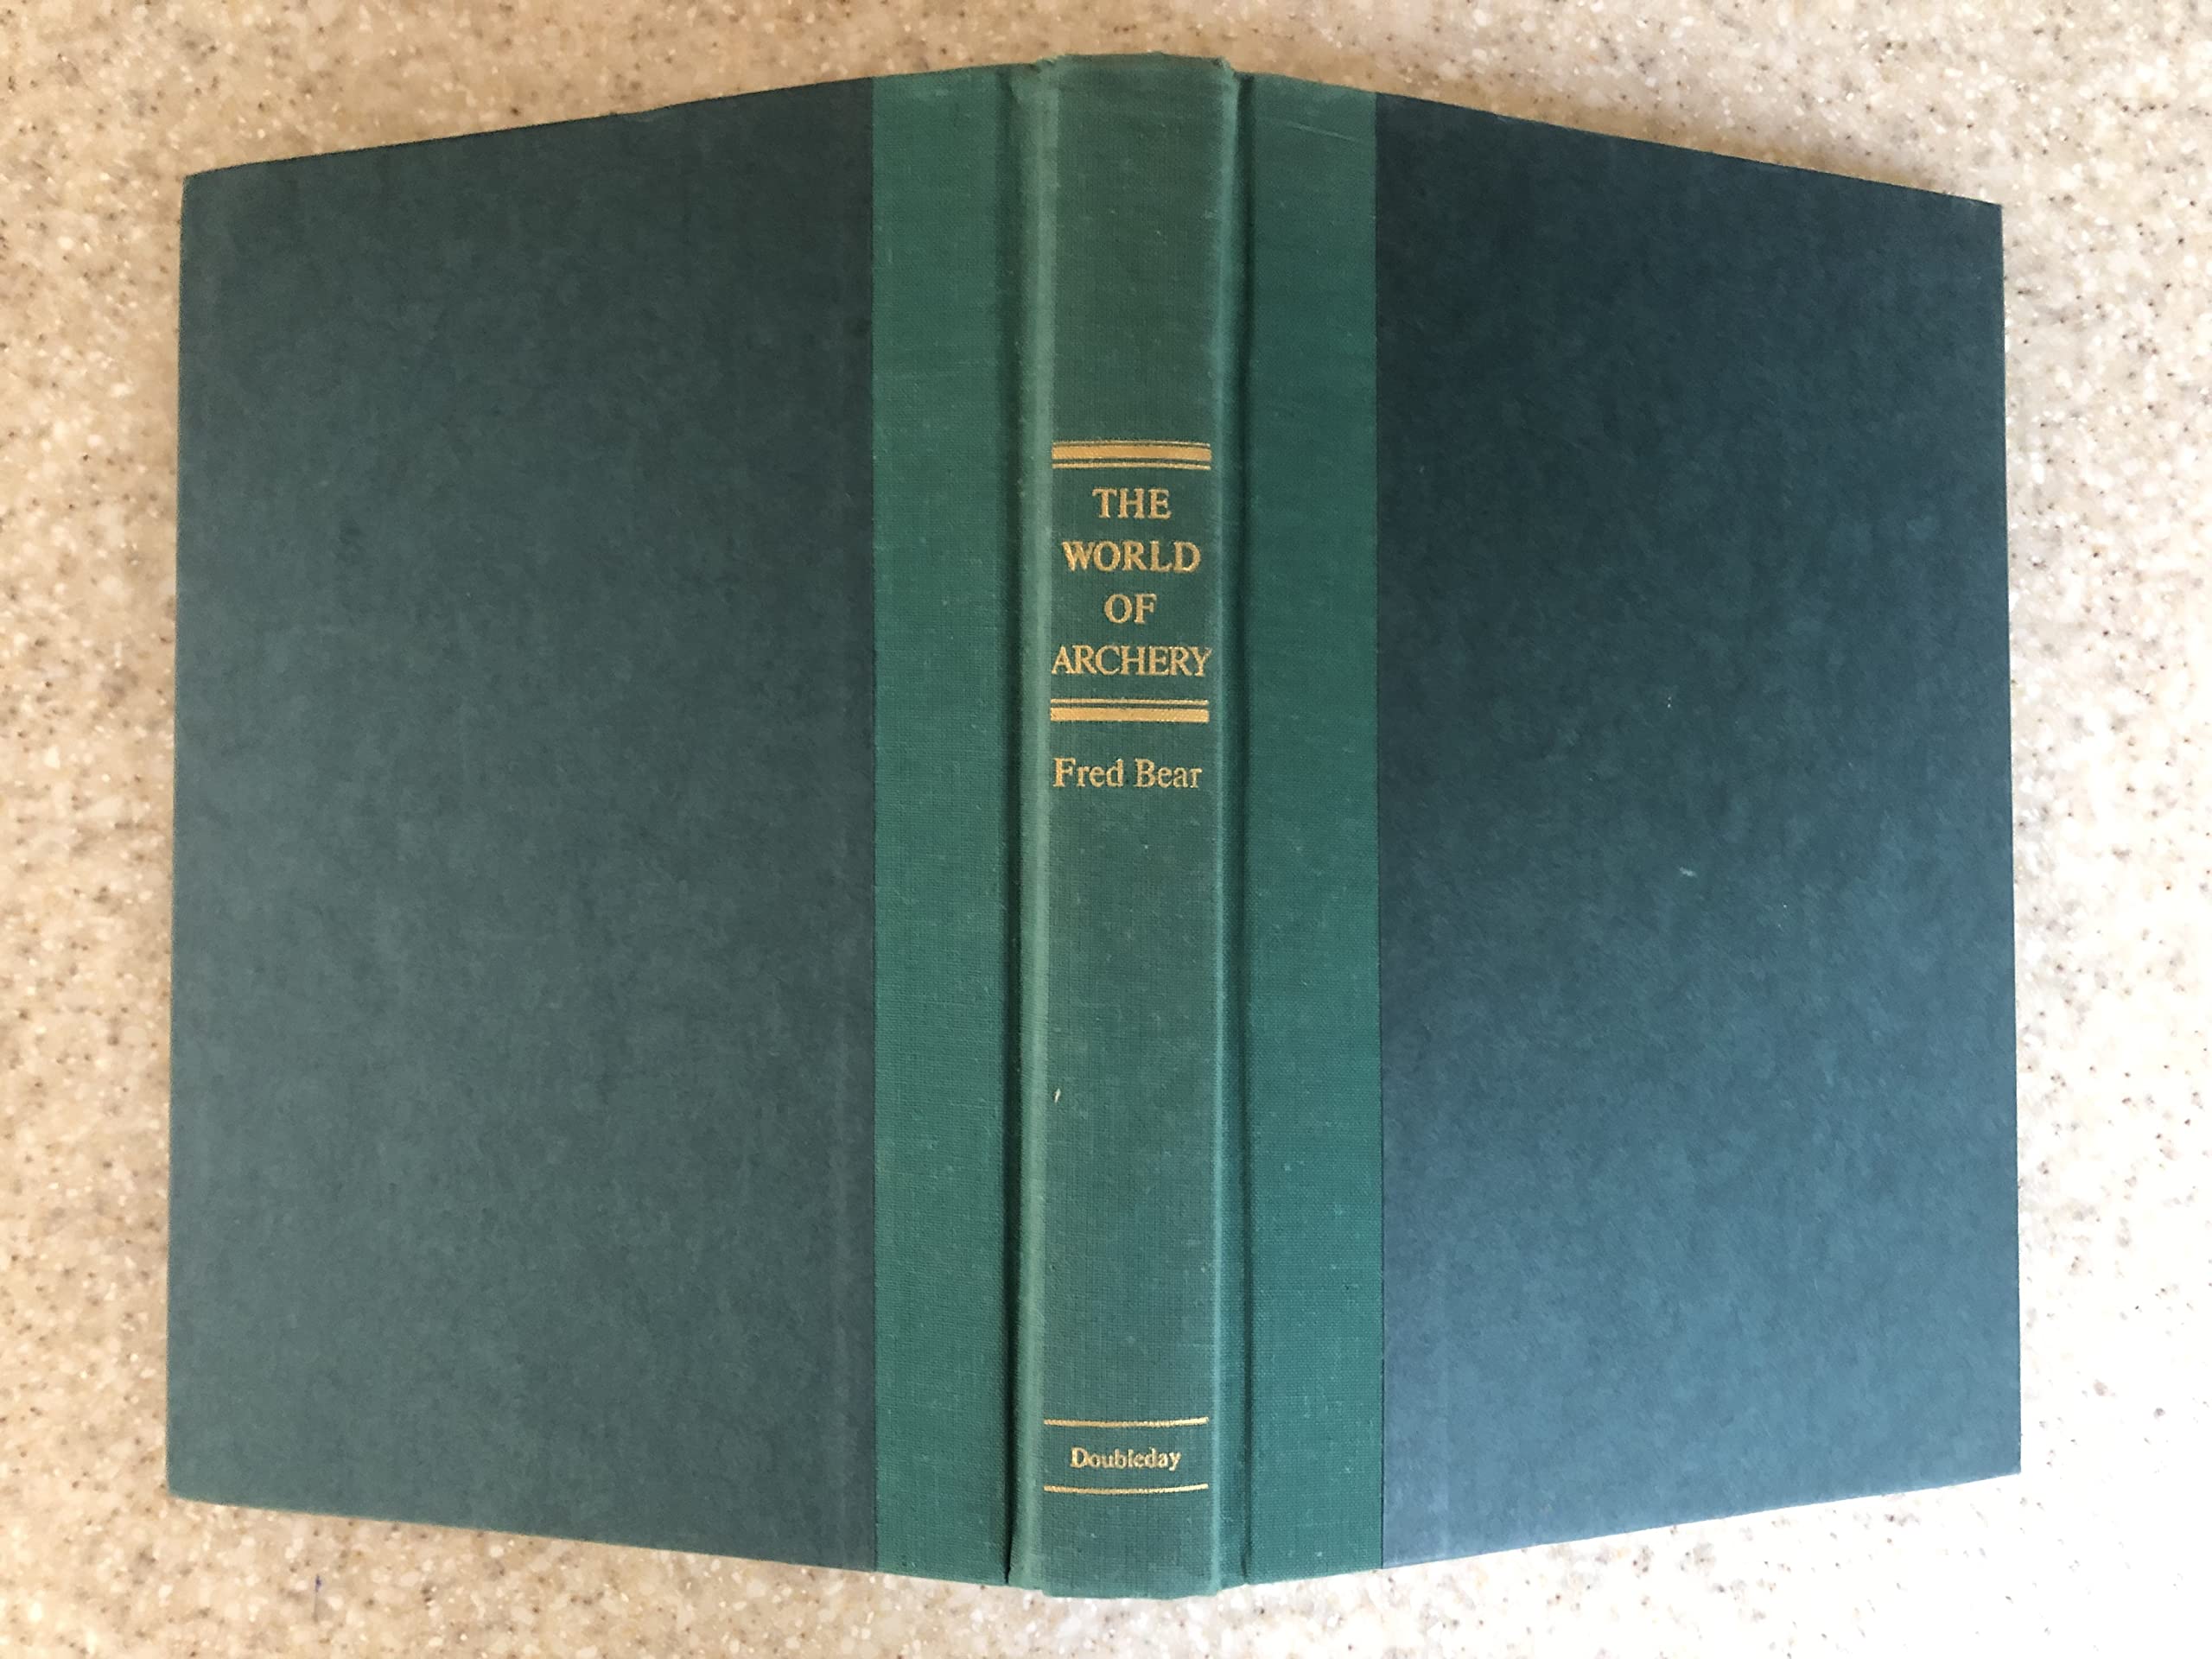 THE
WORLD
OF
ARCHERY
Fred Bear
Doubleday